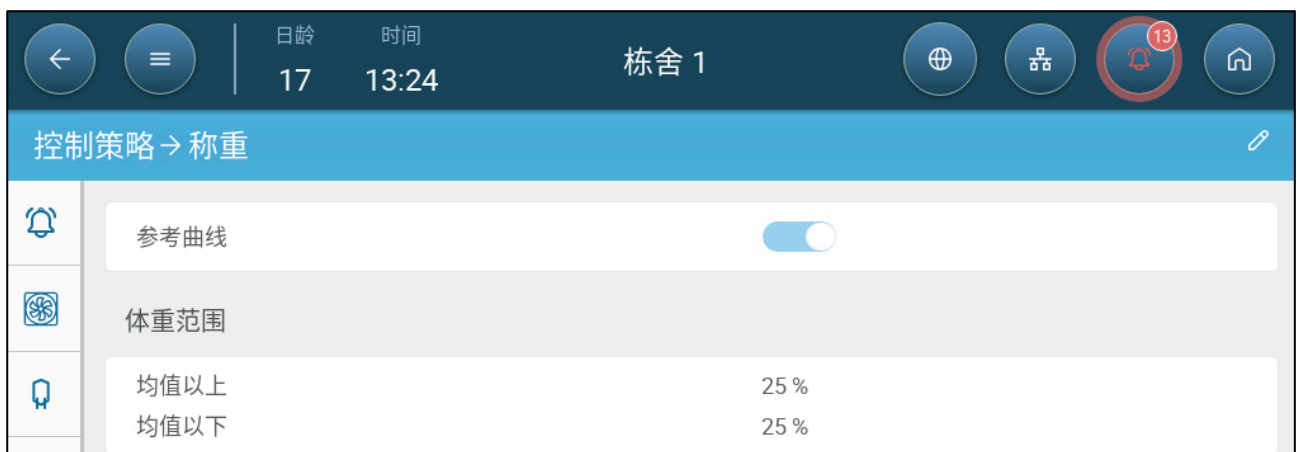 日龄 时间
17 13:24
栋舍 1
13
控制策略→称重
参考曲线
体重范围
均值以上 25 %
均值以下 25 %